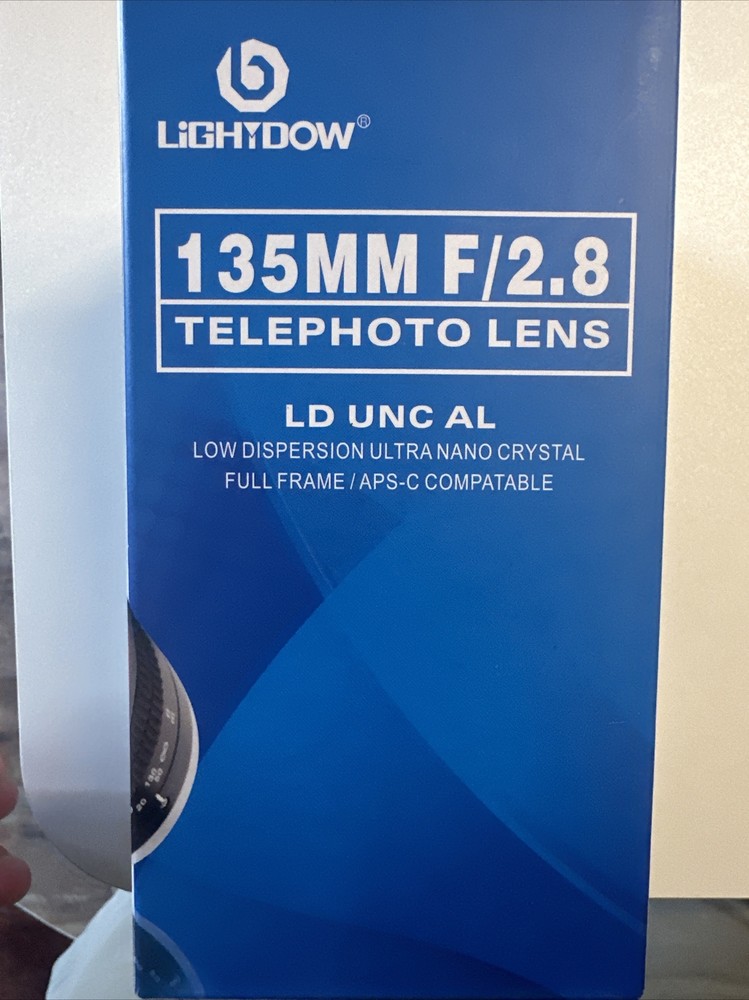 LiGHTDOW®
135MM F/2.8
TELEPHOTO LENS
LD UNC AL
LOW DISPERSION ULTRA NANO CRYSTAL
FULL FRAME / APS-C COMPATABLE